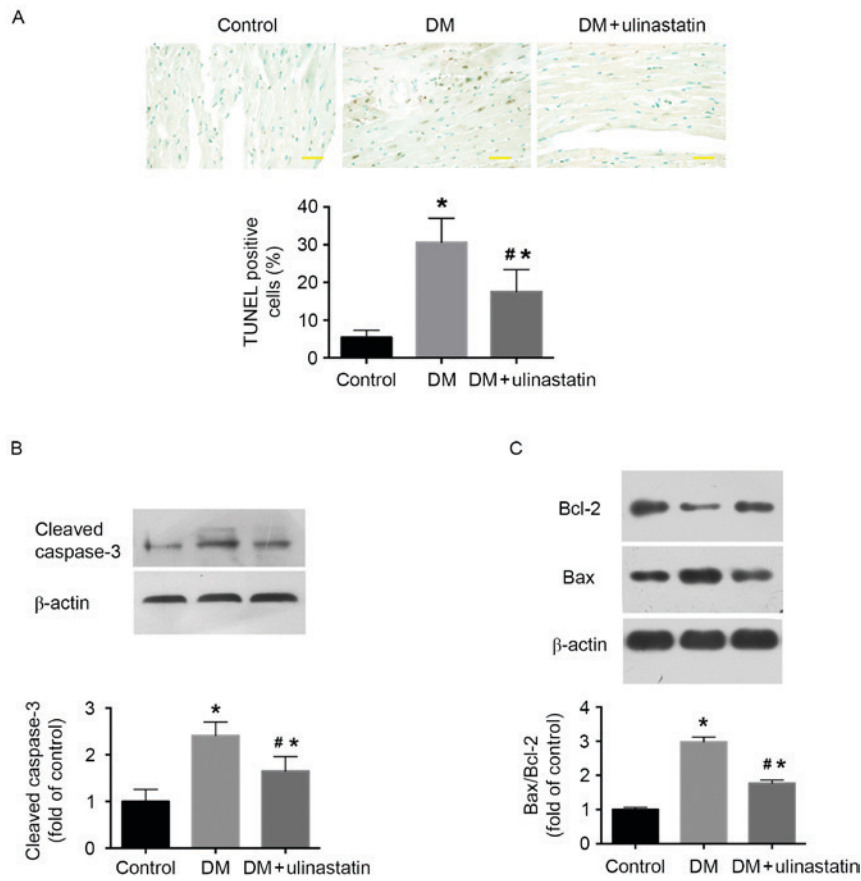 A
Control
DM
DM+ulinastatin
TUNEL positive
cells (%)
40
30
20
10
0
*
# *
Control
DM
DM+ulinastatin
B
Cleaved
caspase-3
β-actin
Cleaved caspase-3
(fold of control)
3
2
1
0
*
# *
Control
DM
DM+ulinastatin
C
Bcl-2
Bax
β-actin
Bax/Bcl-2
(fold of control)
4
3
2
1
0
*
# *
Control
DM
DM+ulinastatin